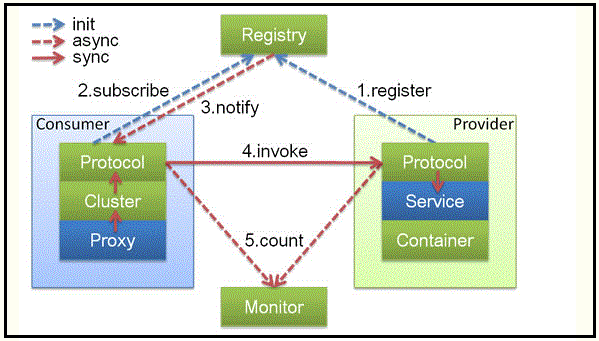 init
async
sync
Registry
2.subscribe
3.notify
1.register
Consumer
Provider
Protocol
4.invoke
Protocol
Cluster
Service
Proxy
5.count
Container
Monitor